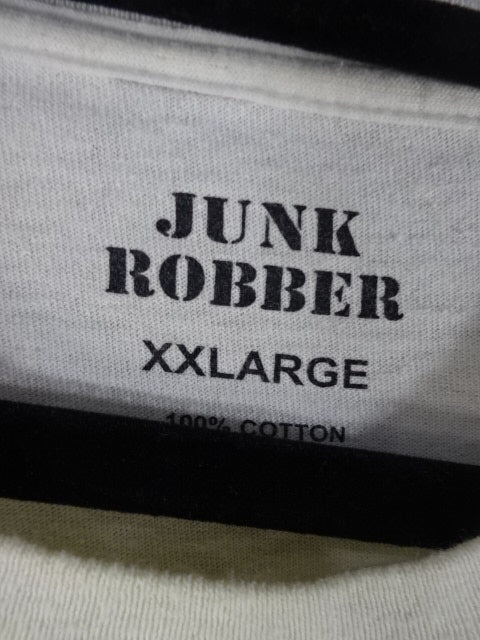 JUNK
ROBBER
XXLARGE
100% COTTON